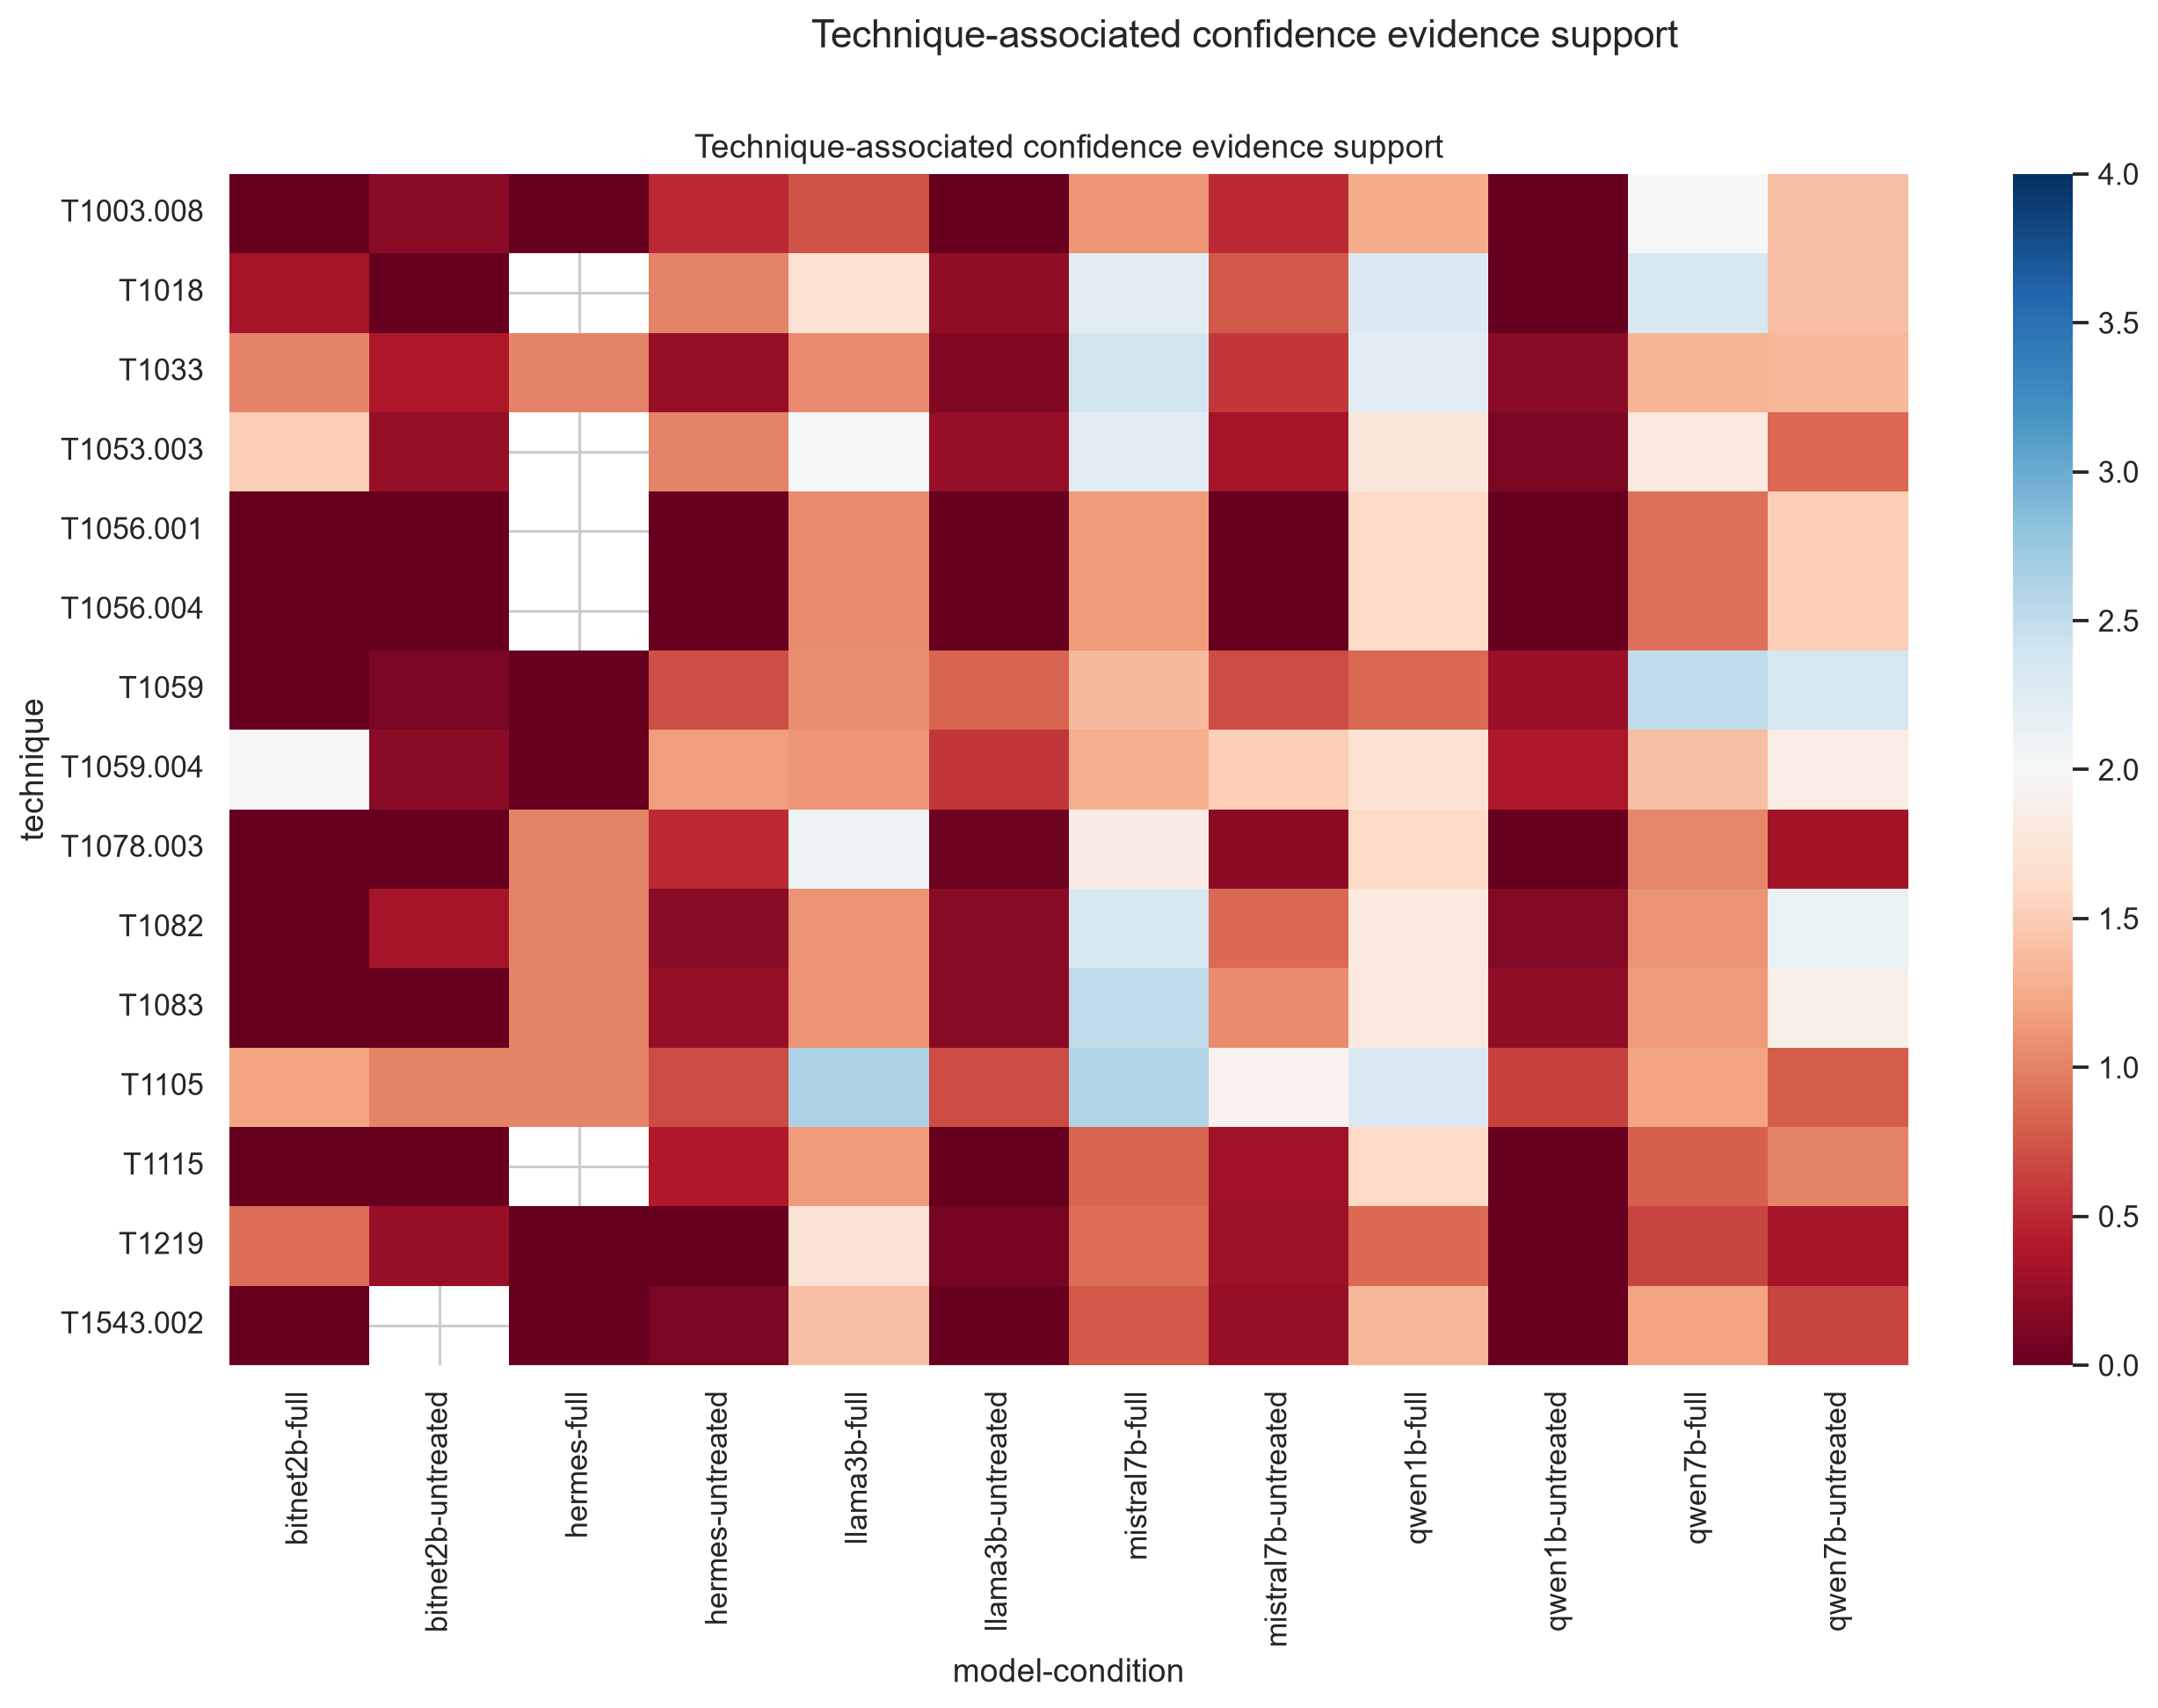 Technique-associated confidence evidence support
Technique-associated confidence evidence support
technique
T1003.008
T1018
T1033
T1053.003
T1056.001
T1056.004
T1059
T1059.004
T1078.003
T1082
T1083
T1105
T1115
T1219
T1543.002
4.0
3.5
3.0
2.5
2.0
1.5
1.0
0.5
0.0
bitnet2b-full
bitnet2b-untreated
hermes-full
hermes-untreated
llama3b-full
llama3b-untreated
mistral7b-full
mistral7b-untreated
qwen1b-full
qwen1b-untreated
qwen7b-full
qwen7b-untreated
model-condition